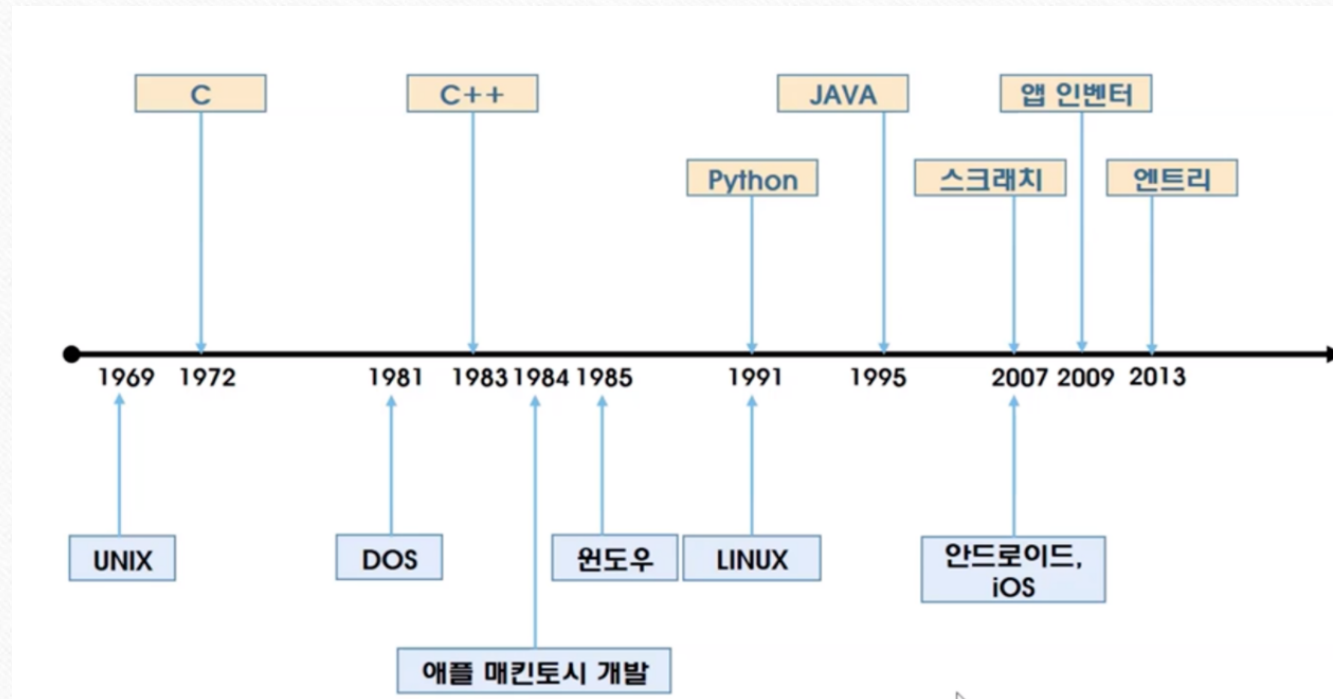 C
C++
JAVA
앱 인벤터
Python
스크래치
엔트리
1969 1972 1981 1983 1984 1985 1991 1995 2007 2009 2013
UNIX
DOS
윈도우
LINUX
안드로이드,
iOS
애플 매킨토시 개발